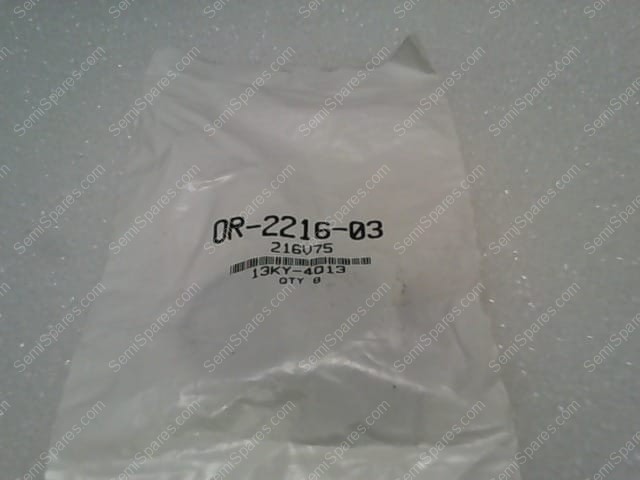 OR-2216-03
216V75
13KY-4013
QTY 8
SemiSpares.com